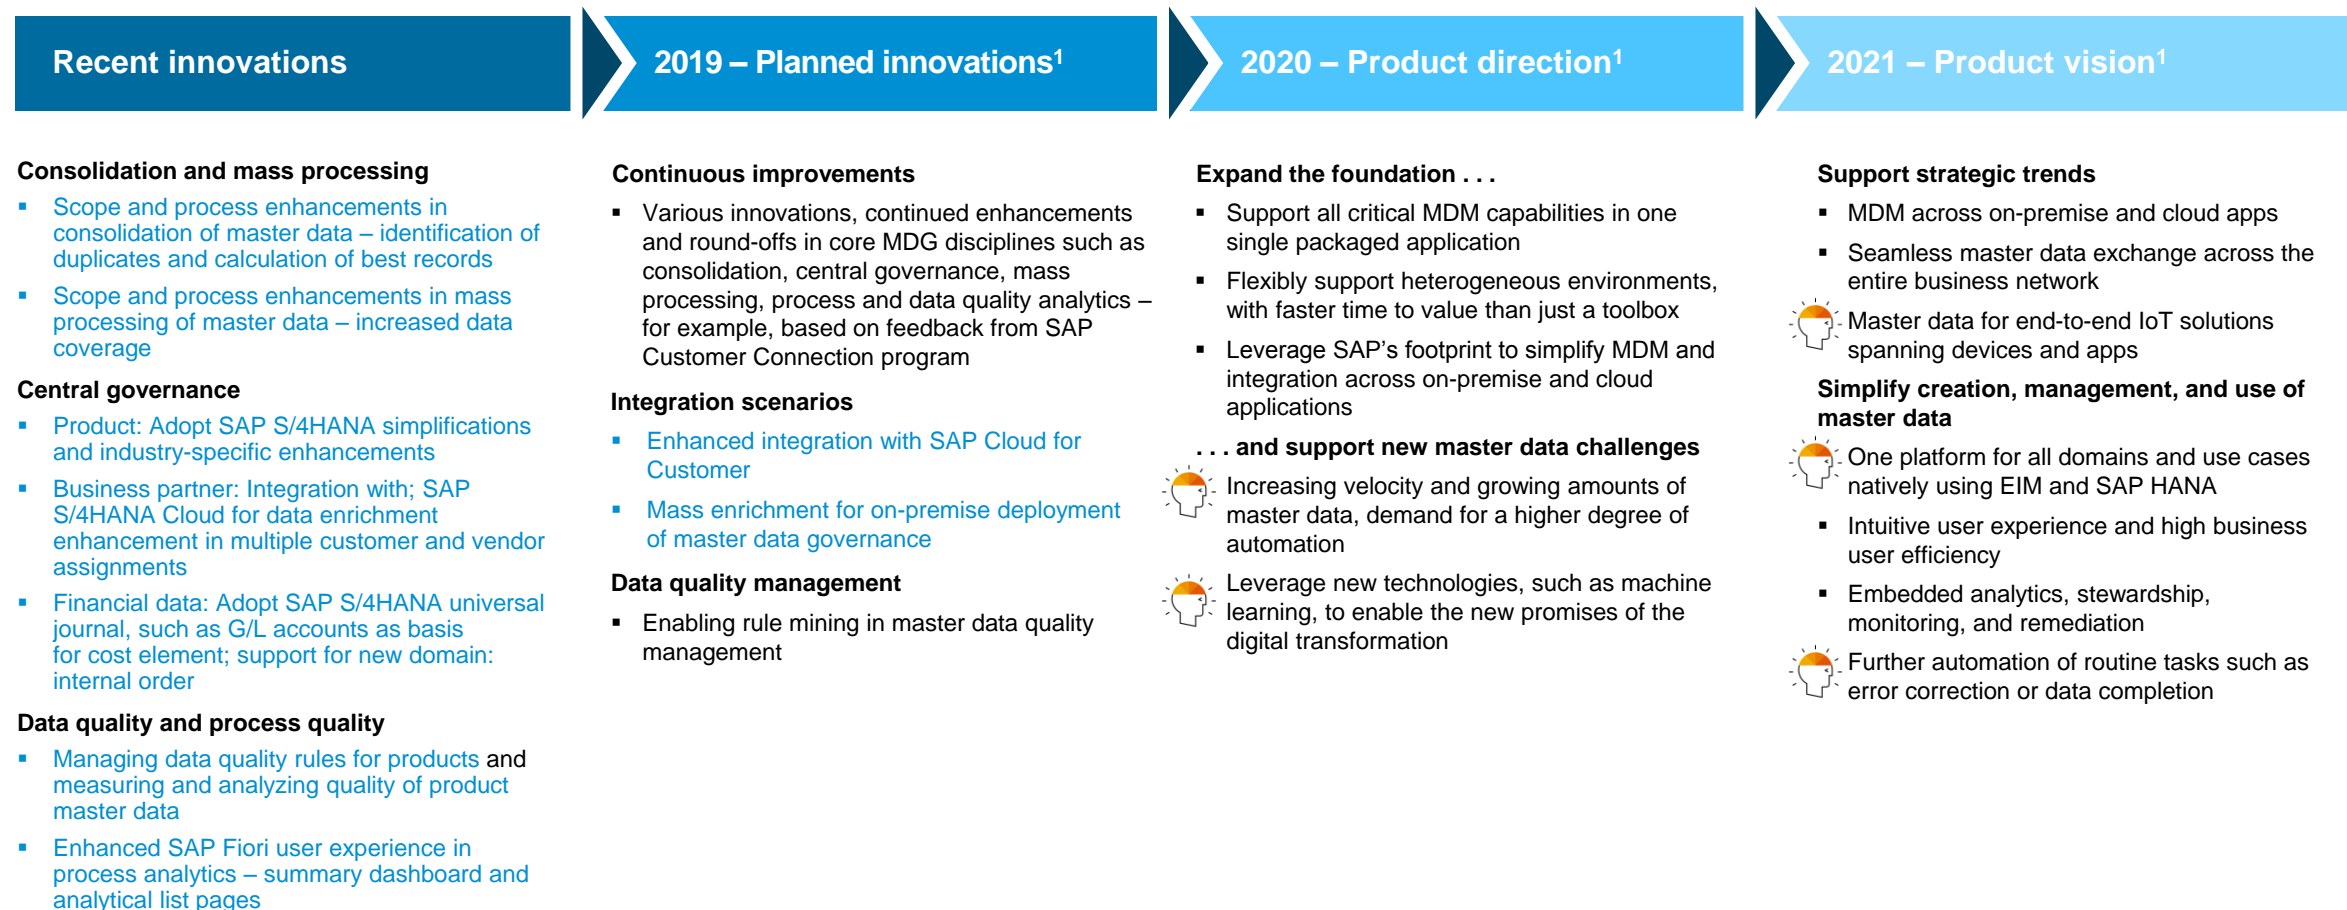 Recent innovations
2019 – Planned innovations¹
2020 – Product direction¹
2021 – Product vision¹
Consolidation and mass processing
▪ Scope and process enhancements in
consolidation of master data – identification of
duplicates and calculation of best records
▪ Scope and process enhancements in mass
processing of master data – increased data
coverage
Central governance
▪ Product: Adopt SAP S/4HANA simplifications
and industry-specific enhancements
▪ Business partner: Integration with; SAP
S/4HANA Cloud for data enrichment
enhancement in multiple customer and vendor
assignments
▪ Financial data: Adopt SAP S/4HANA universal
journal, such as G/L accounts as basis
for cost element; support for new domain:
internal order
Data quality and process quality
▪ Managing data quality rules for products and
measuring and analyzing quality of product
master data
▪ Enhanced SAP Fiori user experience in
process analytics – summary dashboard and
analytical list pages
Continuous improvements
▪ Various innovations, continued enhancements
and round-offs in core MDG disciplines such as
consolidation, central governance, mass
processing, process and data quality analytics –
for example, based on feedback from SAP
Customer Connection program
Integration scenarios
▪ Enhanced integration with SAP Cloud for
Customer
▪ Mass enrichment for on-premise deployment
of master data governance
Data quality management
▪ Enabling rule mining in master data quality
management
Expand the foundation . . .
▪ Support all critical MDM capabilities in one
single packaged application
▪ Flexibly support heterogeneous environments,
with faster time to value than just a toolbox
▪ Leverage SAP’s footprint to simplify MDM and
integration across on-premise and cloud
applications
. . . and support new master data challenges
Increasing velocity and growing amounts of
master data, demand for a higher degree of
automation
Leverage new technologies, such as machine
learning, to enable the new promises of the
digital transformation
Support strategic trends
▪ MDM across on-premise and cloud apps
▪ Seamless master data exchange across the
entire business network
Master data for end-to-end IoT solutions
spanning devices and apps
Simplify creation, management, and use of
master data
One platform for all domains and use cases
natively using EIM and SAP HANA
▪ Intuitive user experience and high business
user efficiency
▪ Embedded analytics, stewardship,
monitoring, and remediation
Further automation of routine tasks such as
error correction or data completion